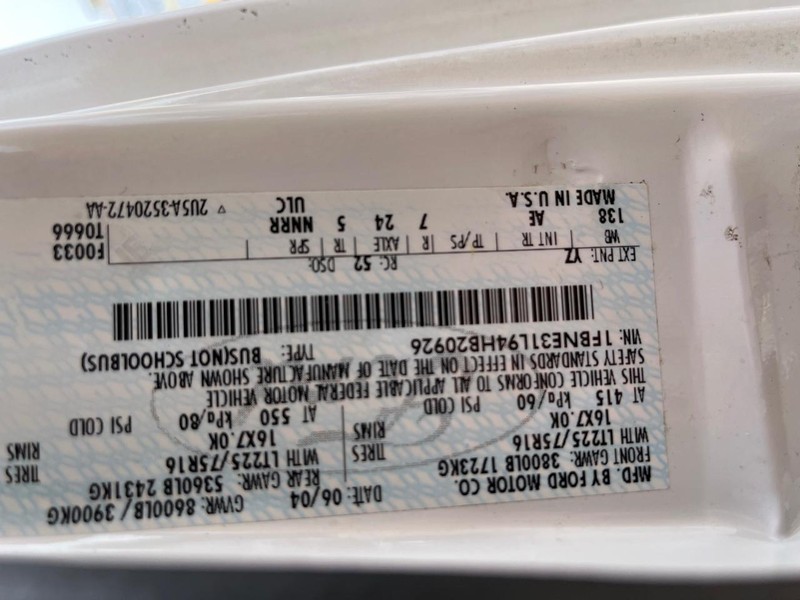 MFD. BY FORD MOTOR CO.
DATE: 06/04 GVWR: 8600LB / 3900KG
FRONT GAWR: 3800LB 1723KG REAR GAWR: 5360LB 2431KG
WITH LT225/75R16 TIRES WITH LT225/75R16 TIRES
16X7.0K RIMS 16X7.0K RIMS
AT 415 kPa/60 PSI COLD AT 550 kPa/80 PSI COLD
THIS VEHICLE CONFORMS TO ALL APPLICABLE FEDERAL MOTOR VEHICLE
SAFETY STANDARDS IN EFFECT ON THE DATE OF MANUFACTURE SHOWN ABOVE.
VIN: 1FBNE31L94HB20926 TYPE: BUS(NOT SCHOOLBUS)
EXT PNT: YZ RC: 52 DSO: F0033
WB INT TR TP/PS R AXLE TR SPR T0666
138 AE 7 24 5 NNRR
MADE IN U.S.A. ULC ▽ 2U5A-3520472-AA